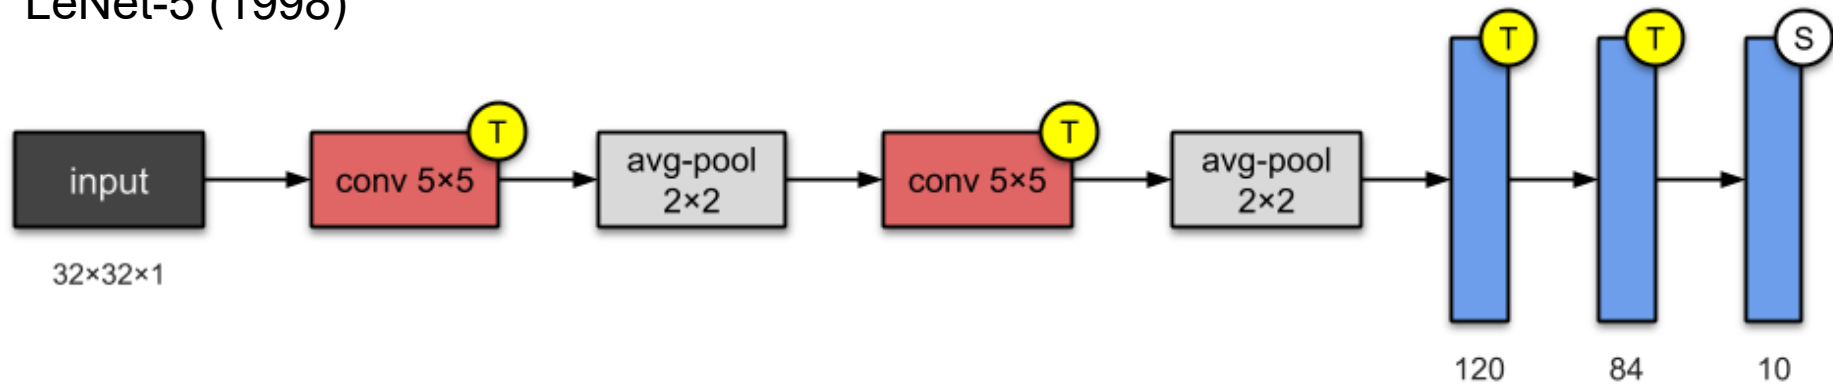 LeNet-5 (1998)
input
32×32×1
conv 5×5
T
avg-pool
2×2
conv 5×5
T
avg-pool
2×2
T
120
T
84
S
10